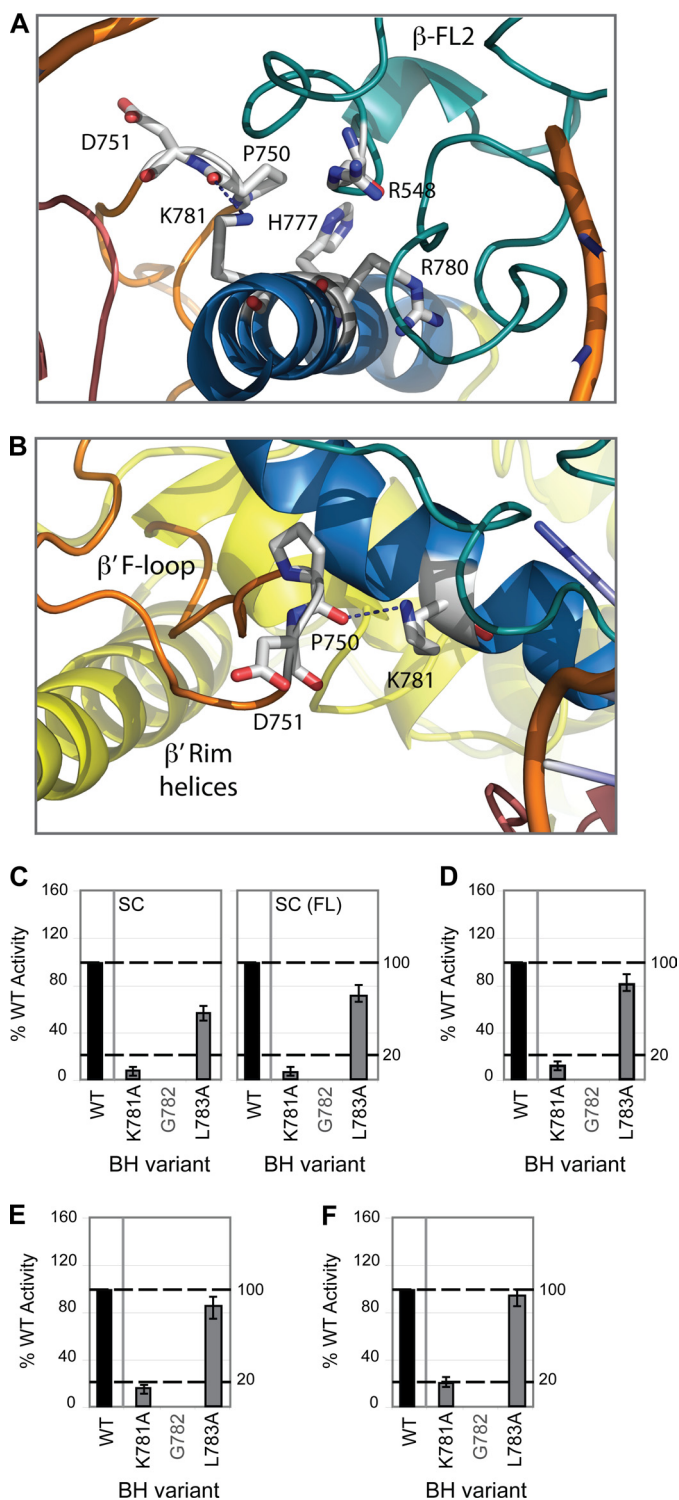 A
β-FL2
D751
P750
K781
H777
R548
R780
B
β′ F-loop
P750
K781
D751
β′ Rim
helices
C
D
160
120
80
40
0
% WT Activity
SC
SC (FL)
100
20
WT
K781A
G782
L783A
WT
K781A
G782
L783A
BH variant
BH variant
160
120
80
40
0
% WT Activity
100
20
WT
K781A
G782
L783A
BH variant
E
F
160
120
80
40
0
% WT Activity
100
20
WT
K781A
G782
L783A
BH variant
160
120
80
40
0
% WT Activity
100
20
WT
K781A
G782
L783A
BH variant